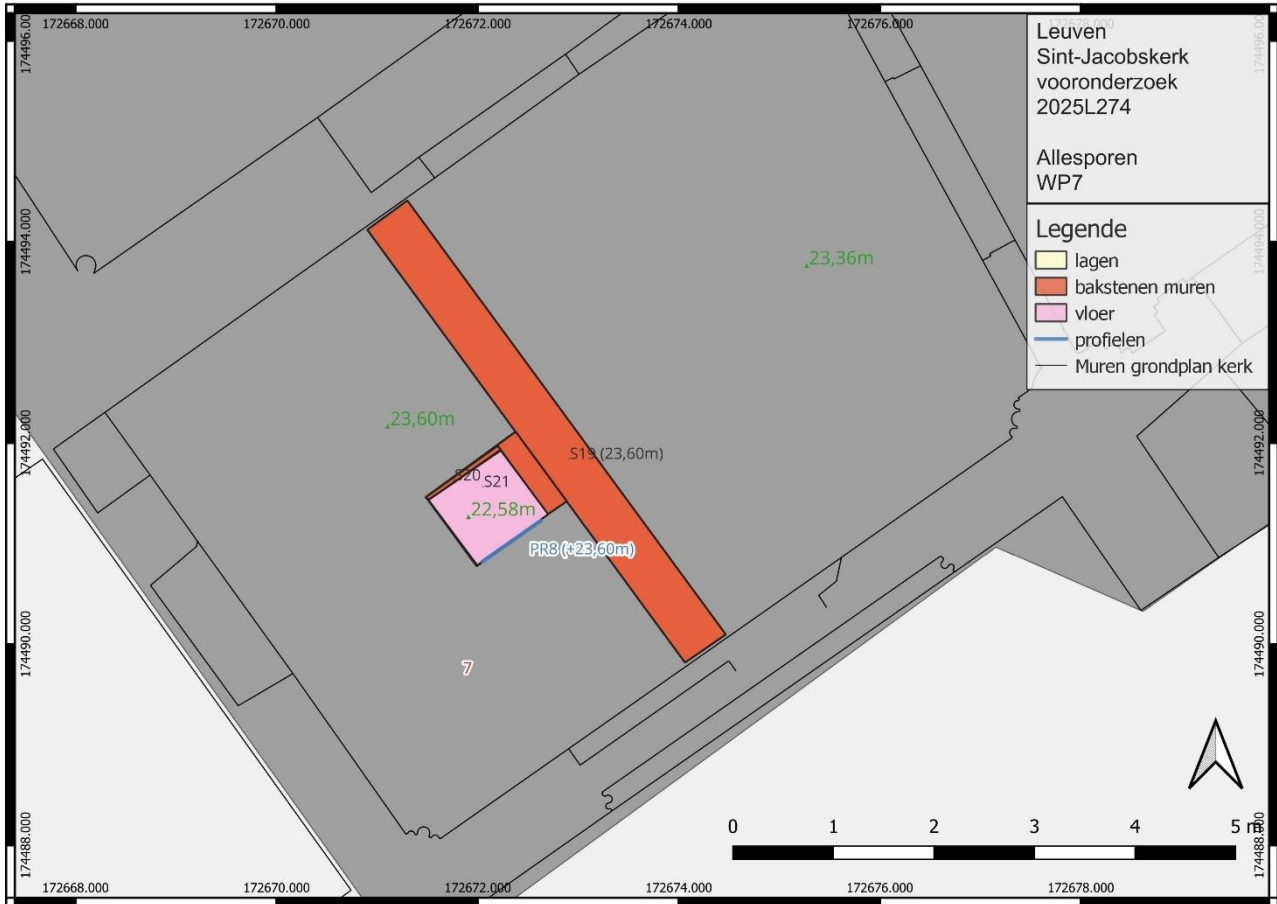 172668.000 172670.000 172672.000 172674.000 172676.000 172678.000
174496.000
174496.000
Leuven
Sint-Jacobskerk
vooronderzoek
2025L274
Allesporen
WP7
Legende
lagen
bakstenen muren
vloer
profielen
Muren grondplan kerk
174494.000
174494.000
23,36m
23,60m
174492.000
174492.000
S19 (23,60m)
S20
S21
22,58m
PR8 (+23,60m)
174490.000
174490.000
7
0 1 2 3 4 5 m
174488.000
174488.000
172668.000 172670.000 172672.000 172674.000 172676.000 172678.000